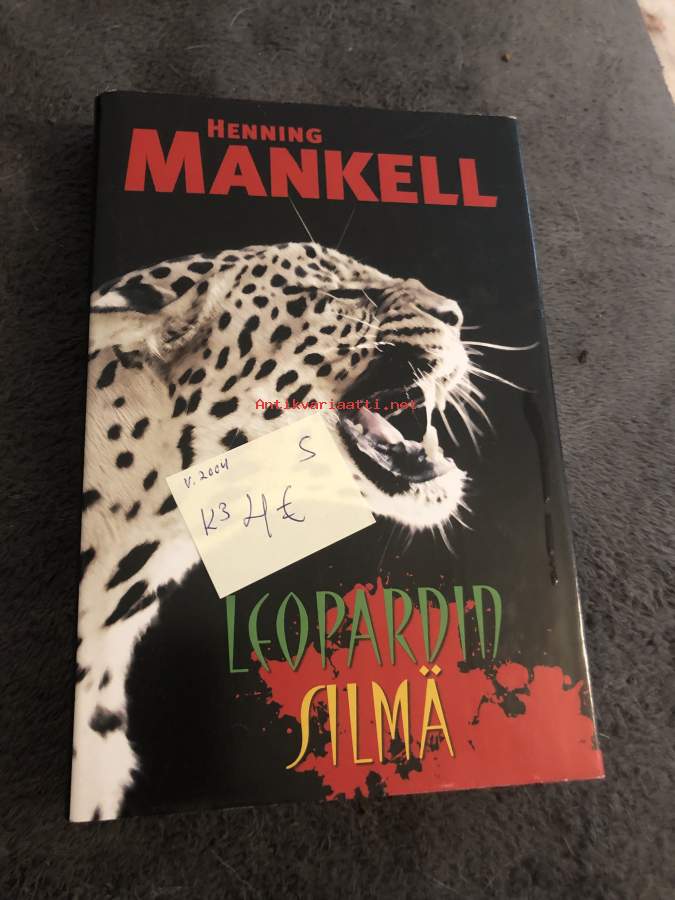 HENNING
MANKELL
Antikvariaatti.net
V. 2004 S
K3 4 €
LEOPARDIN
SILMÄ